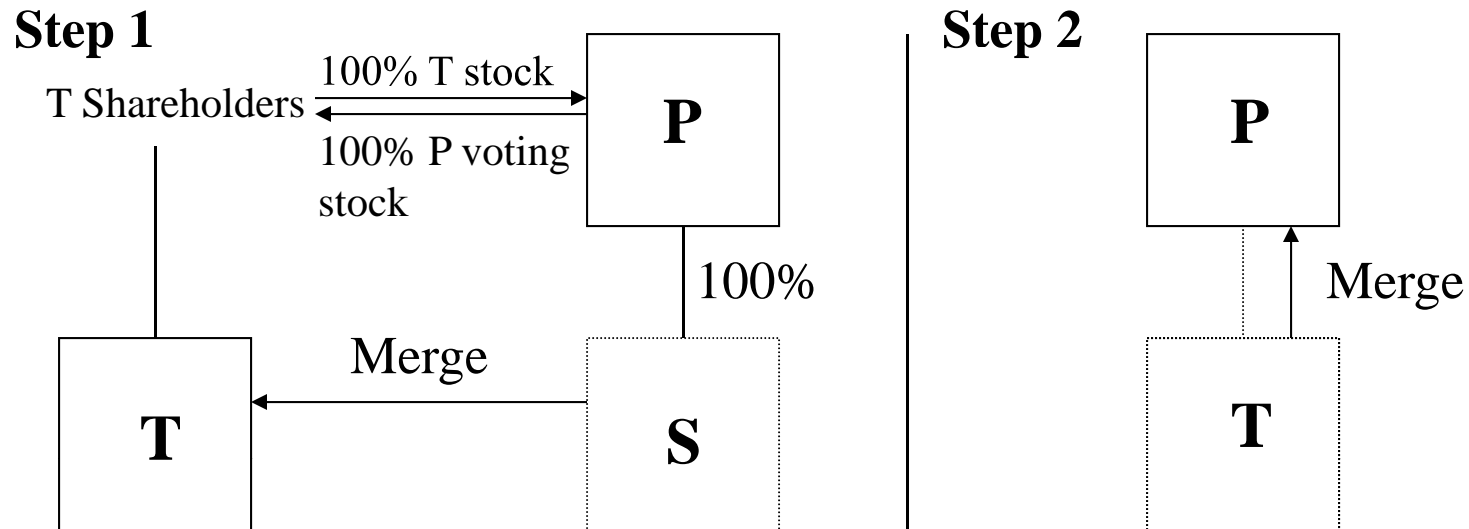 Step 1
100% T stock
T Shareholders
P
100% P voting
stock
100%
Merge
T
S
Step 2
P
Merge
T